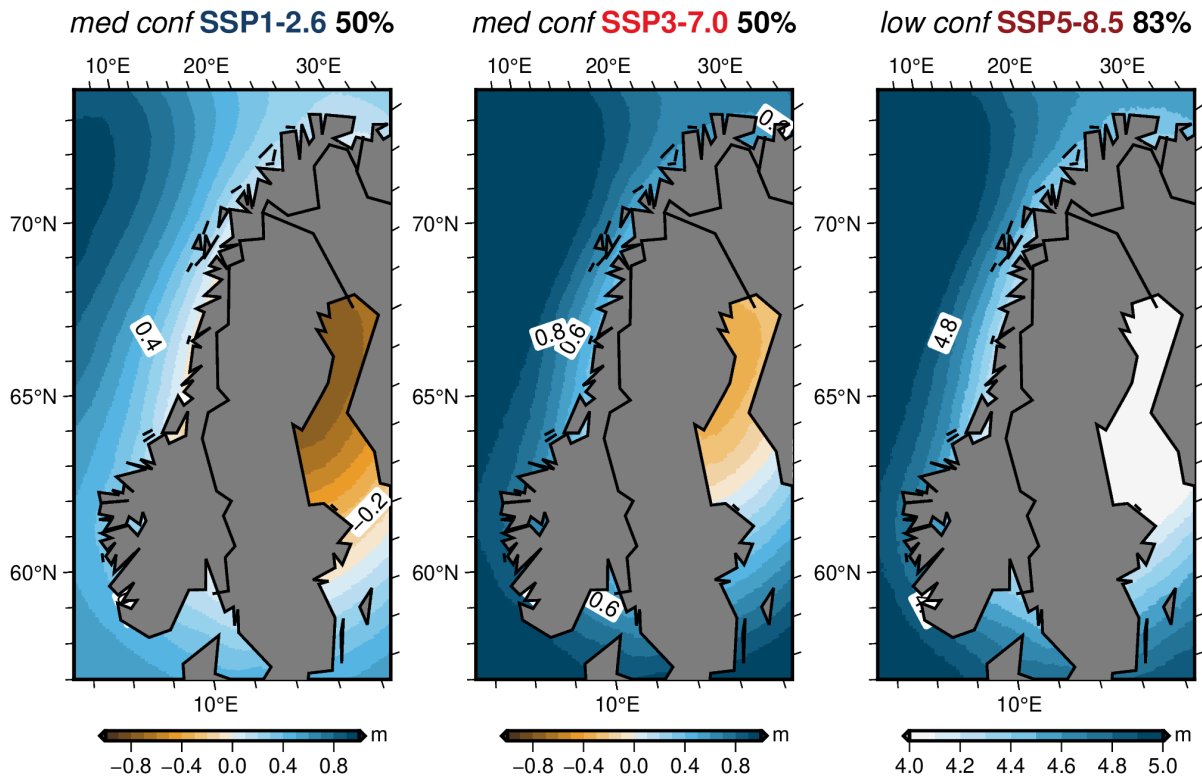 med conf SSP1-2.6 50%
med conf SSP3-7.0 50%
low conf SSP5-8.5 83%
10°E 20°E 30°E
10°E 20°E 30°E
10°E 20°E 30°E
70°N
70°N
70°N
65°N
65°N
65°N
60°N
60°N
60°N
0.4
−0.2
0.8
0.6
0.6
4.8
10°E
10°E
10°E
−0.8 −0.4 0.0 0.4 0.8 m
−0.8 −0.4 0.0 0.4 0.8 m
4.0 4.2 4.4 4.6 4.8 5.0 m